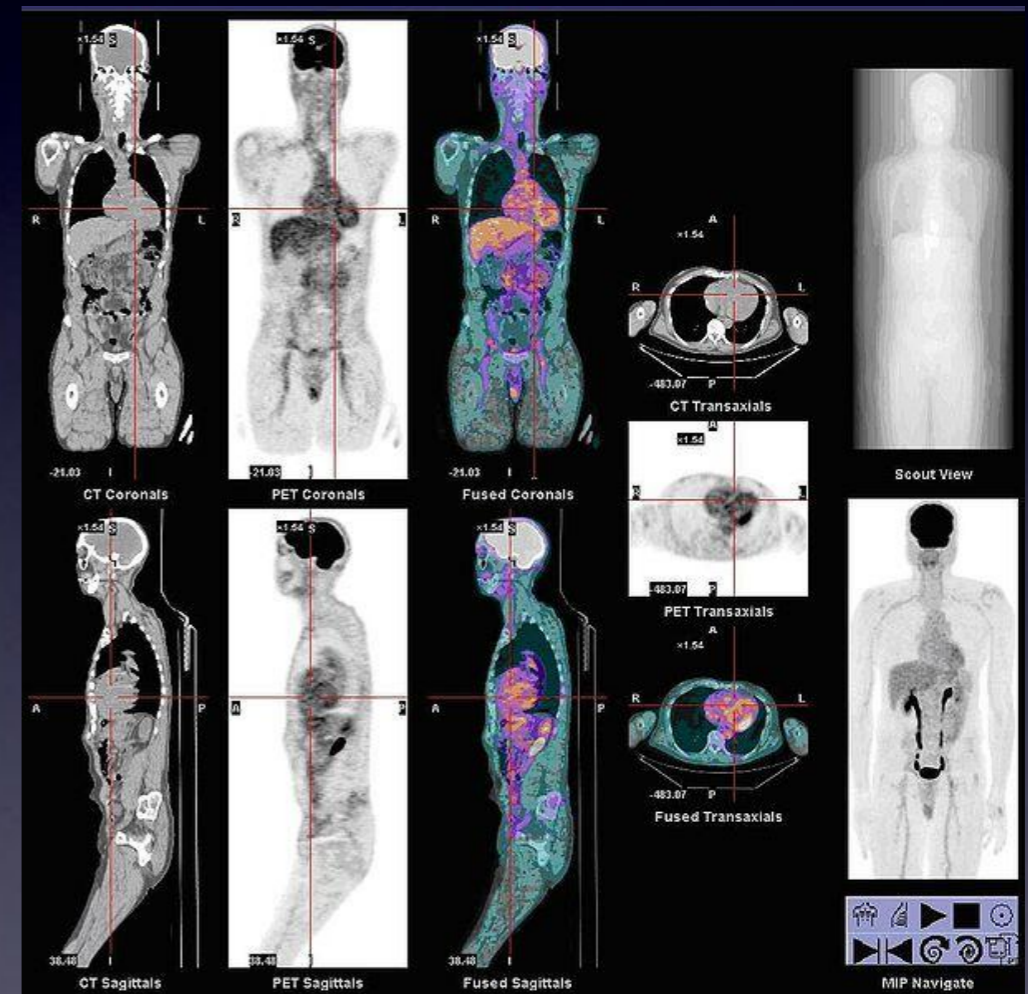 ×1.54 S
×1.54 S
×1.54 S
R L
R L
R L
-21.03 I
-21.03 I
-21.03 I
CT Coronals
PET Coronals
Fused Coronals
A
×1.54
R L
-483.07 P
CT Transaxials
A
×1.54
R L
-483.07 P
PET Transaxials
A
×1.54
R L
-483.07 P
Fused Transaxials
Scout View
×1.54 S
×1.54 S
×1.54 S
A P
A P
A P
38.48 I
38.48 I
38.48 I
CT Sagittals
PET Sagittals
Fused Sagittals
MIP Navigate